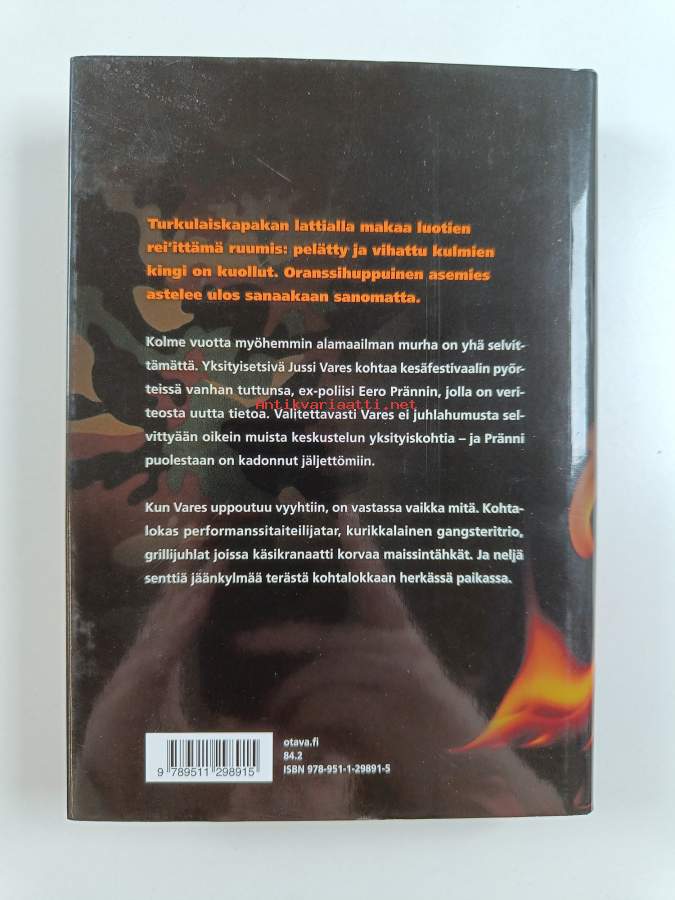 Turkulaiskapakan lattialla makaa luotien
rei'ittämä ruumis: pelätty ja vihattu kulmien
kingi on kuollut. Oranssihuppuinen asemies
astelee ulos sanaakaan sanomatta.
Kolme vuotta myöhemmin alamaailman murha on yhä selvit-
tämättä. Yksityisetsivä Jussi Vares kohtaa kesäfestivaalin pyör-
teissä vanhan tuttunsa, ex-poliisi Eero Prännin, jolla on veri-
teosta uutta tietoa. Valitettavasti Vares ei juhlahumusta sel-
Antikvariaatti.net
vittyään oikein muista keskustelun yksityiskohtia – ja Pränni
puolestaan on kadonnut jäljettömiin.
Kun Vares uppoutuu vyyhtiin, on vastassa vaikka mitä. Kohta-
lokas performanssitaiteilijatar, kurikkalainen gangsteritrio,
grillijuhlat joissa käsikranaatti korvaa maissintähkät. Ja neljä
senttiä jäänkylmää terästä kohtalokkaan herkässä paikassa.
otava.fi
84.2
ISBN 978-951-1-29891-5
9 789511 298915